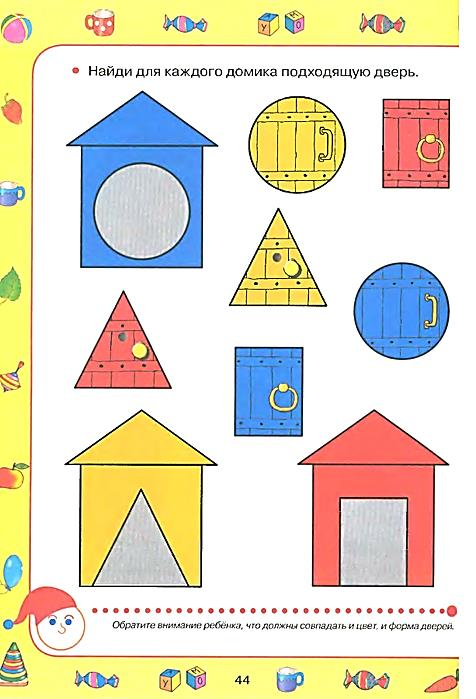 Найди для каждого домика подходящую дверь.
Обратите внимание ребёнка, что должны совпадать и цвет, и форма дверей.
44